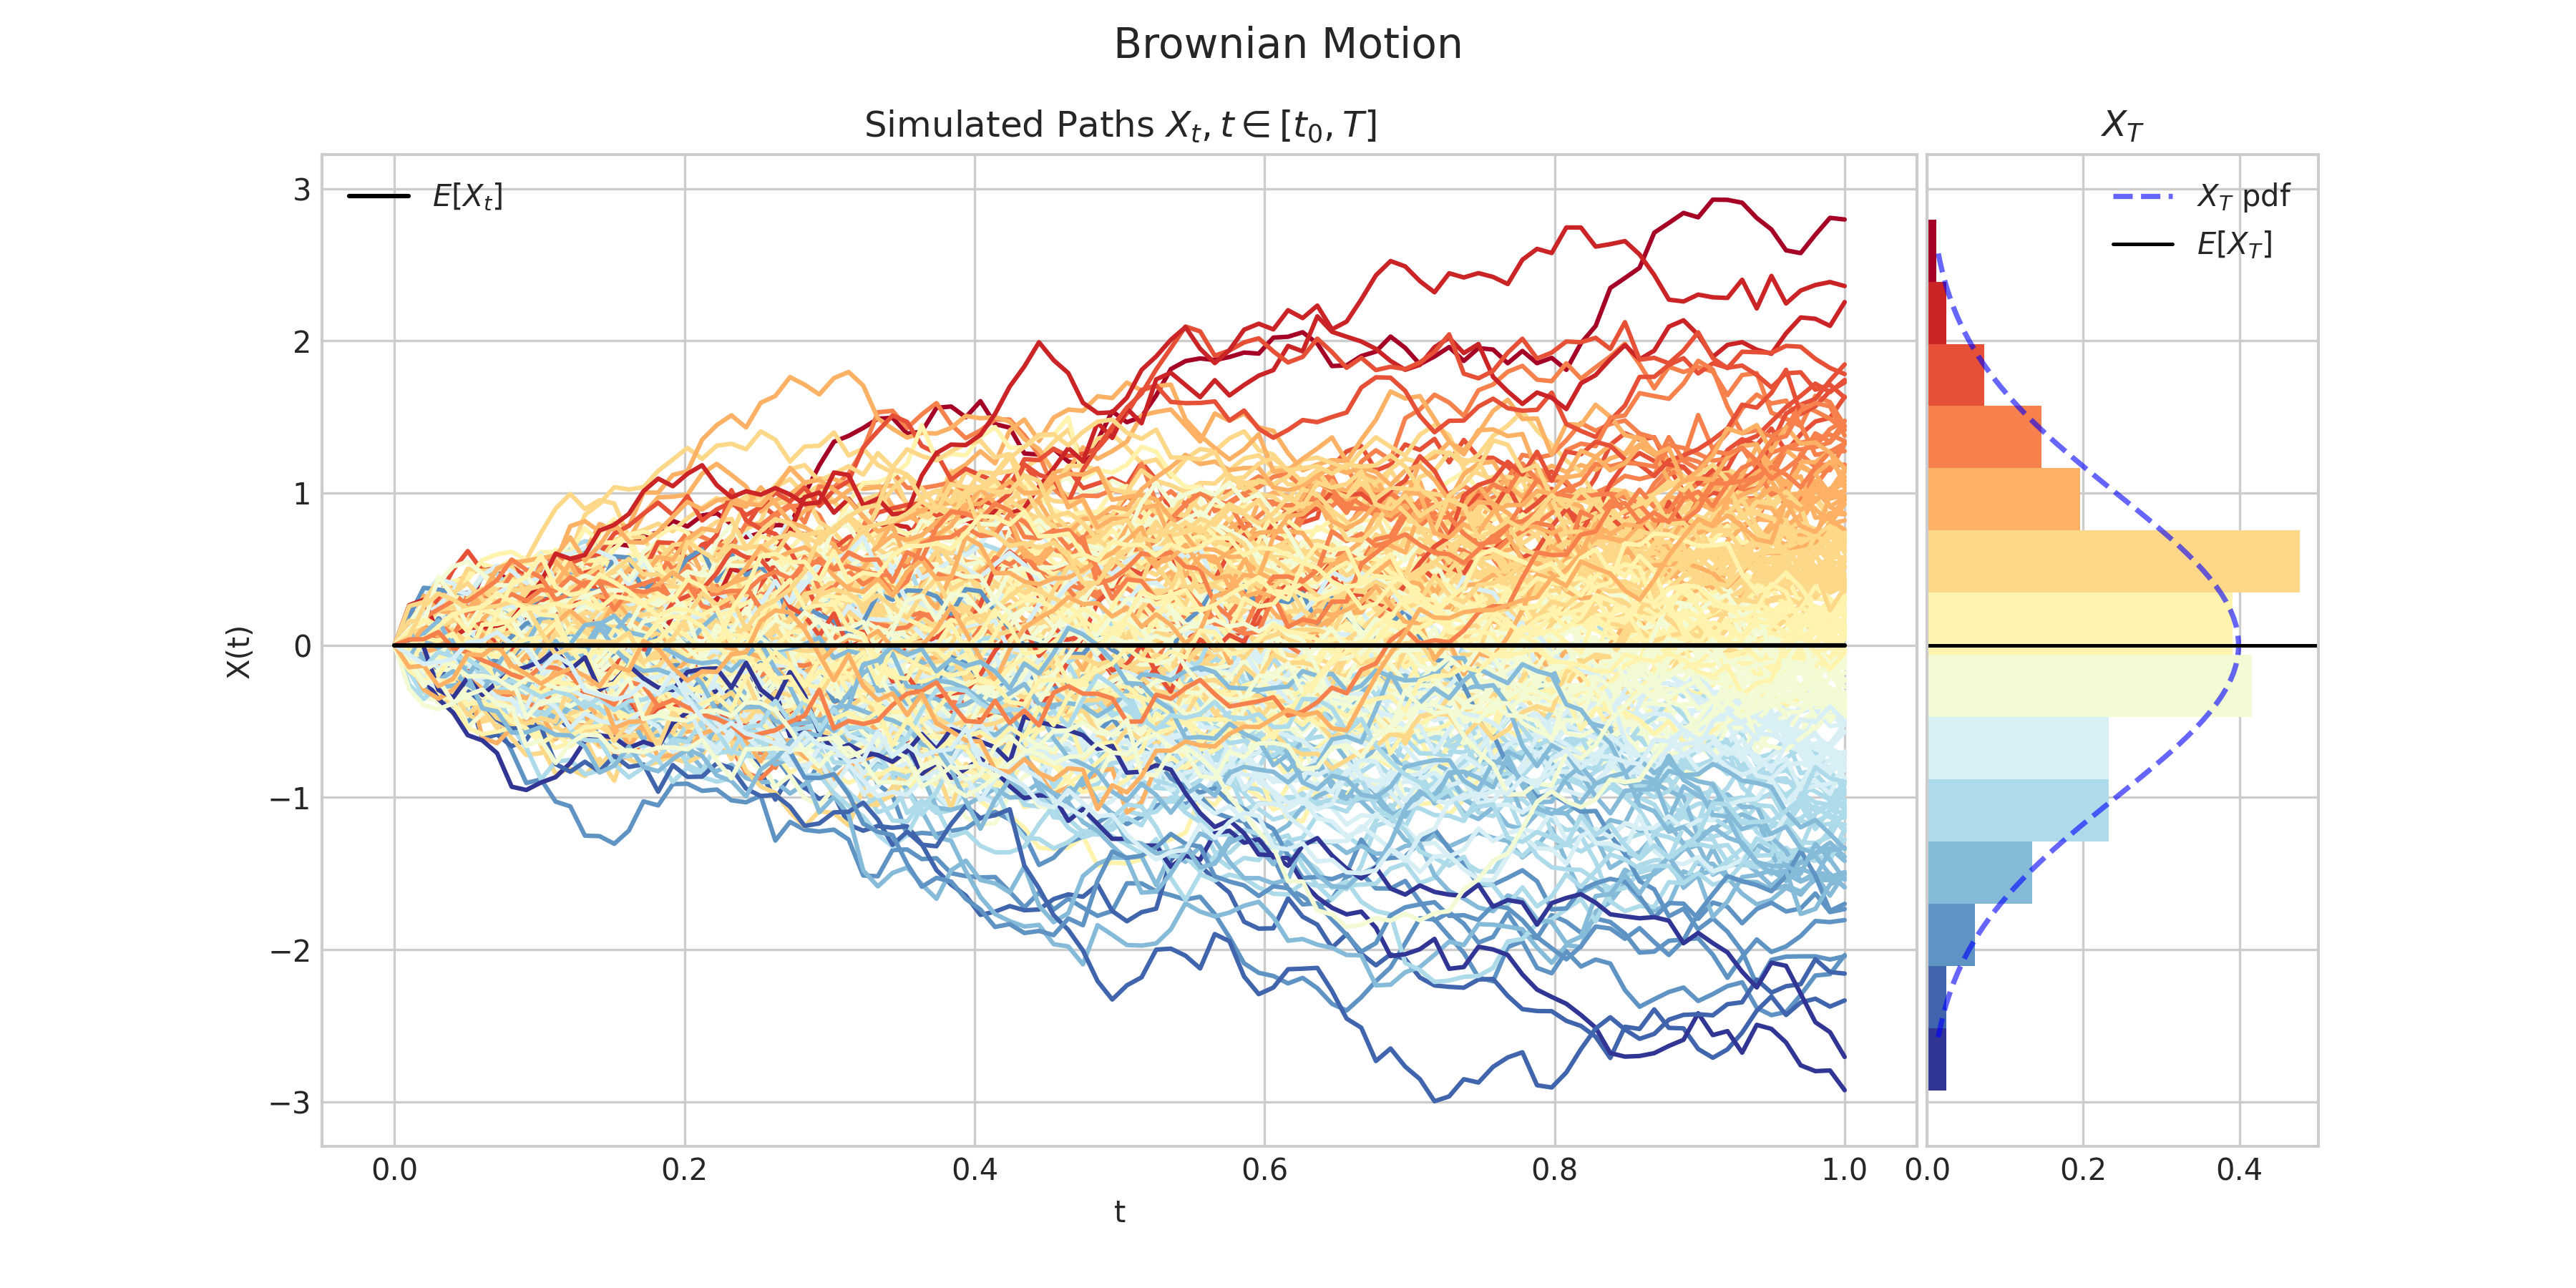 Brownian Motion
Simulated Paths $X_t, t \in [t_0, T]$
$X_T$
$E[X_t]$
$X_T$ pdf
$E[X_T]$
3
2
1
0
−1
−2
−3
X(t)
0.0 0.2 0.4 0.6 0.8 1.0
0.0 0.2 0.4
t